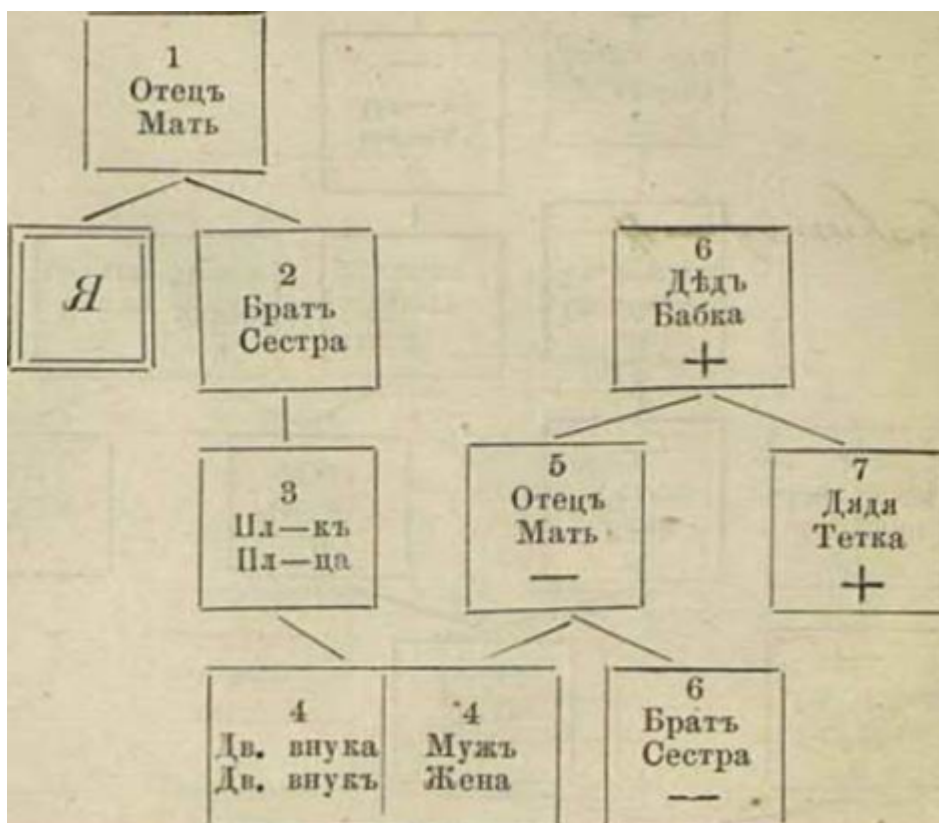 1
Отецъ
Мать
Я
2
Братъ
Сестра
6
Дѣдъ
Бабка
+
3
Пл—къ
Пл—ца
5
Отецъ
Мать
—
7
Дядя
Тетка
+
4
Дв. внука
Дв. внукъ
4
Мужъ
Жена
6
Братъ
Сестра
—